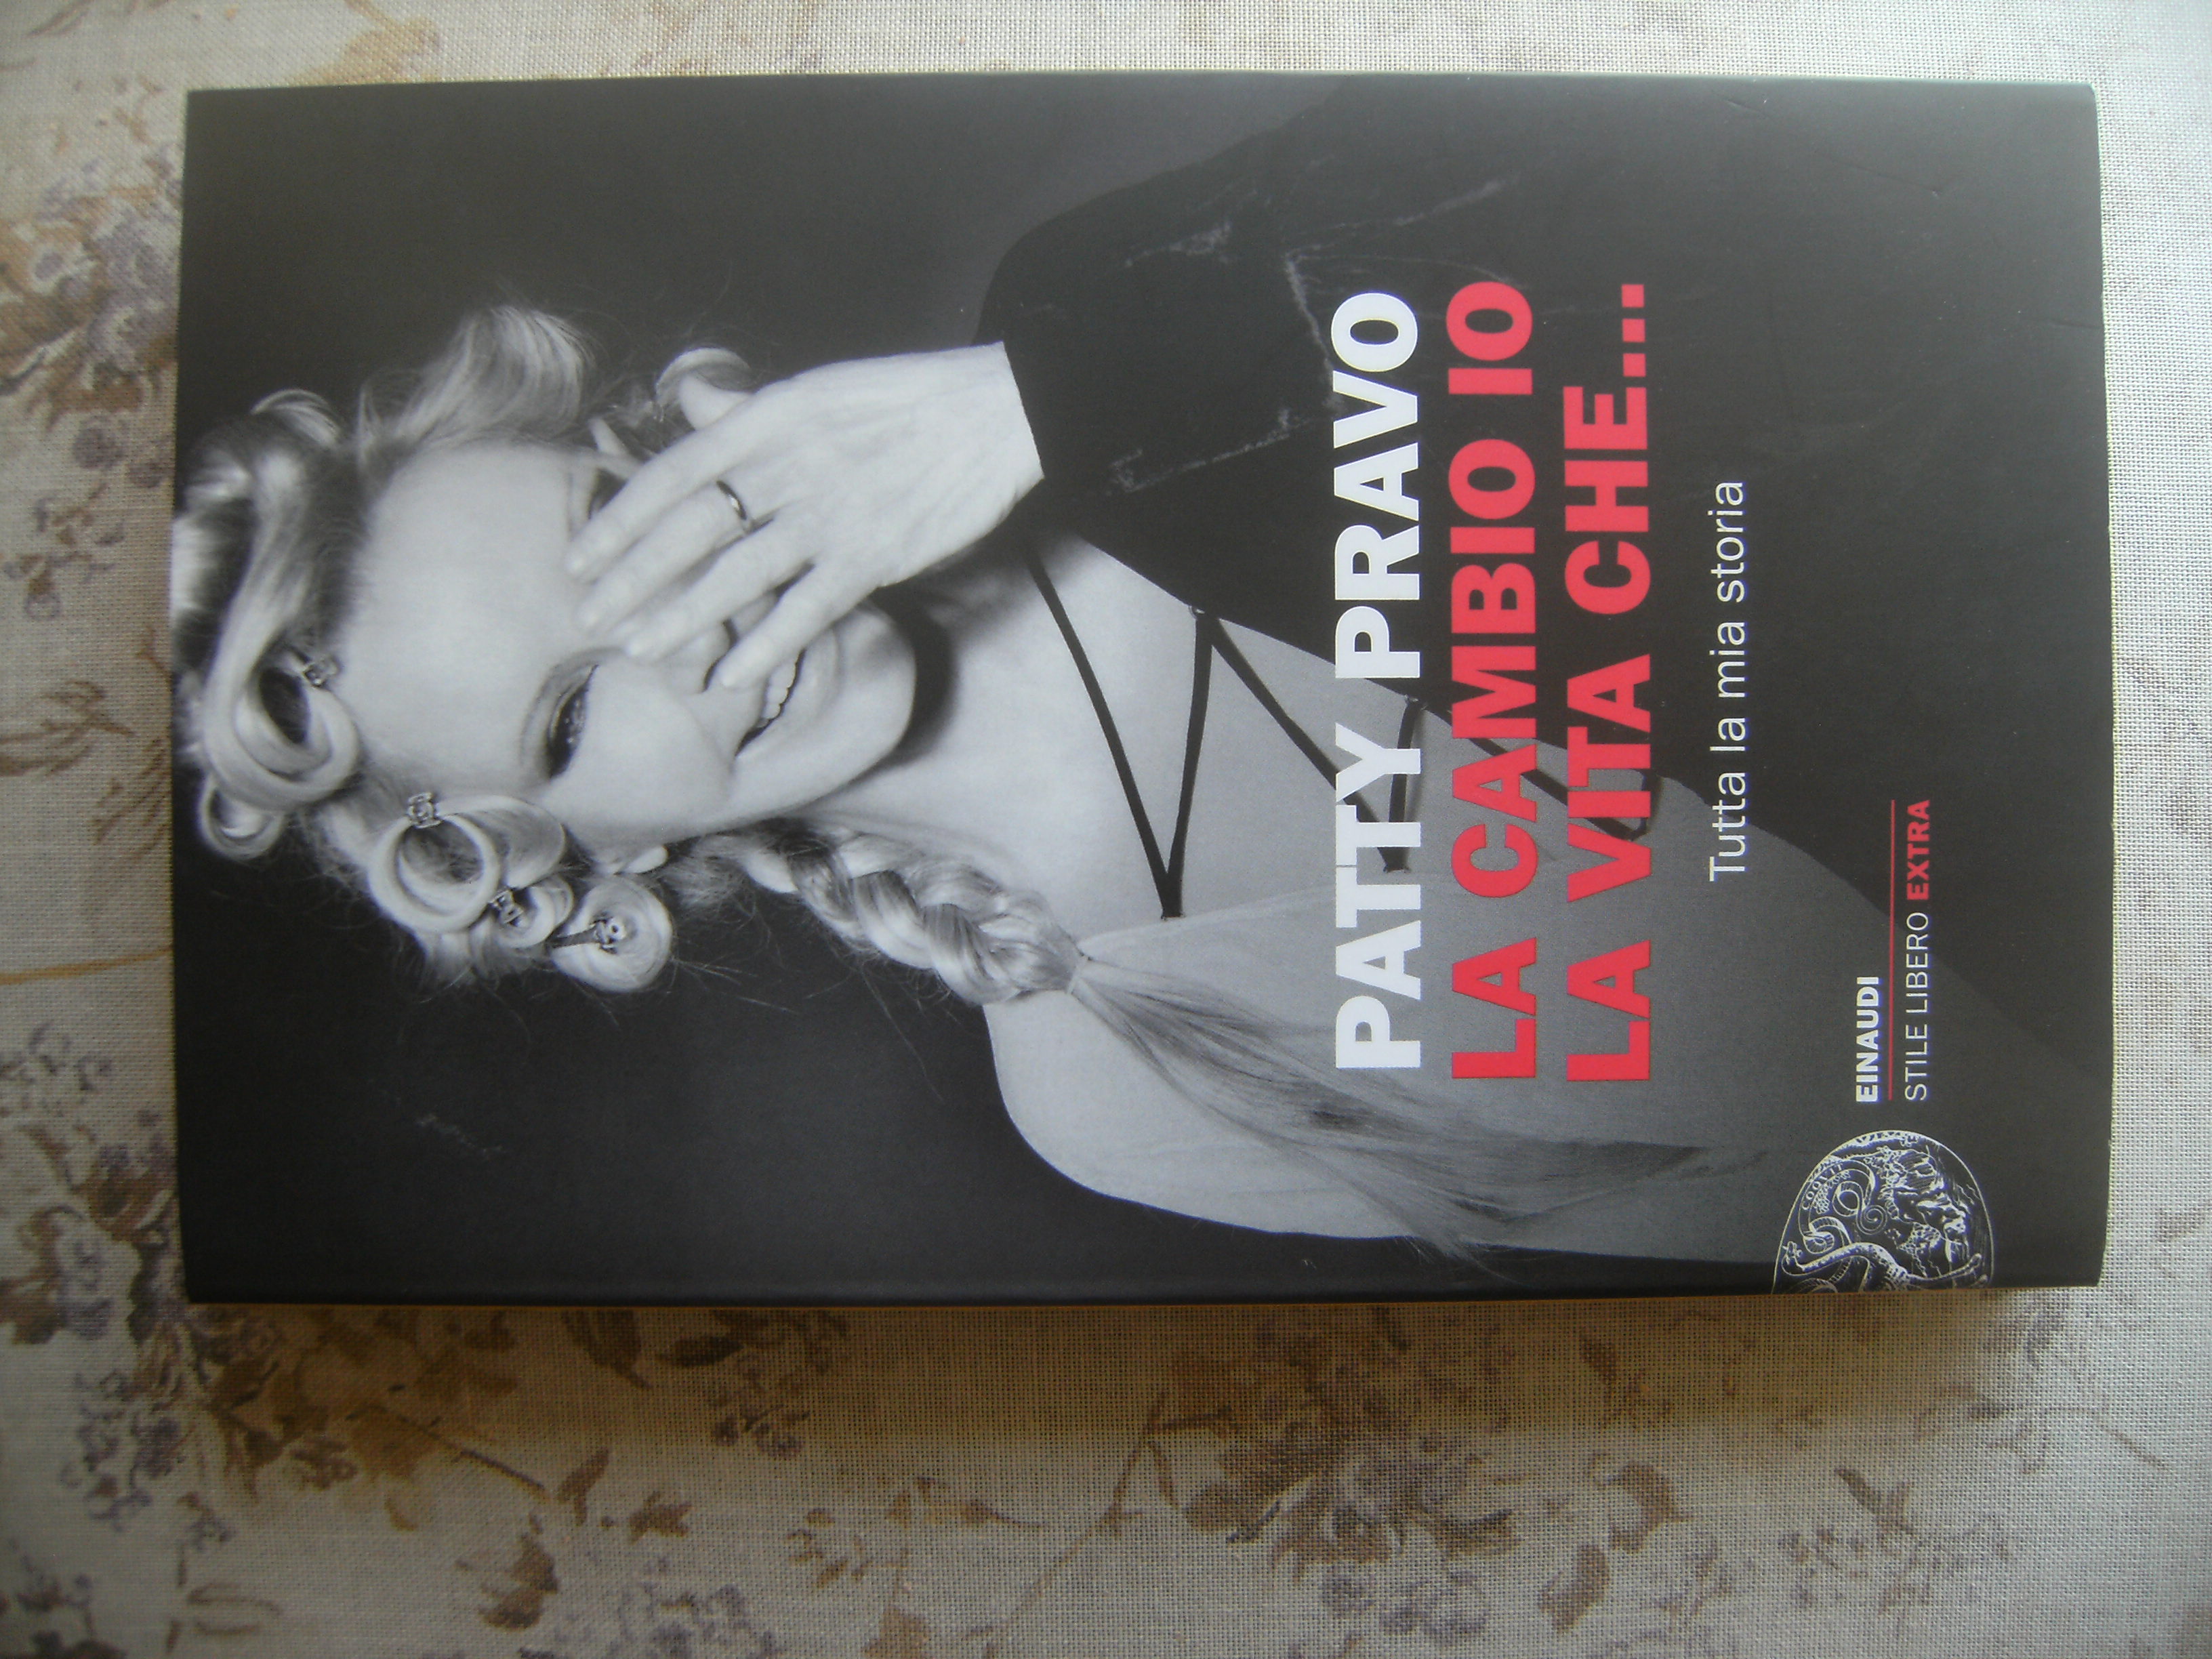 PATTY PRAVO
LA CAMBIO IO
LA VITA CHE...
Tutta la mia storia
EINAUDI
STILE LIBERO EXTRA